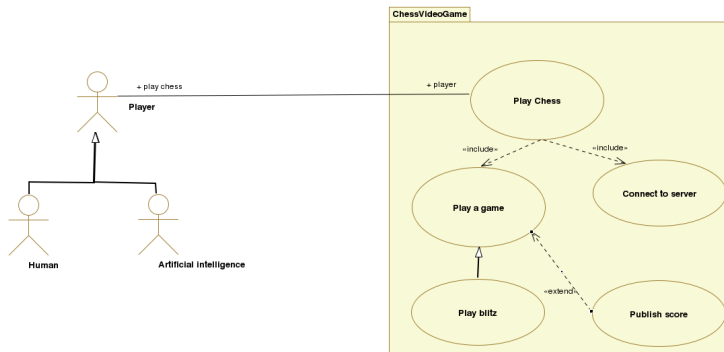 ChessVideoGame
+ play chess
+ player
Player
Play Chess
«include»
«include»
Play a game
Connect to server
Human
Artificial intelligence
«extend»
Play blitz
Publish score